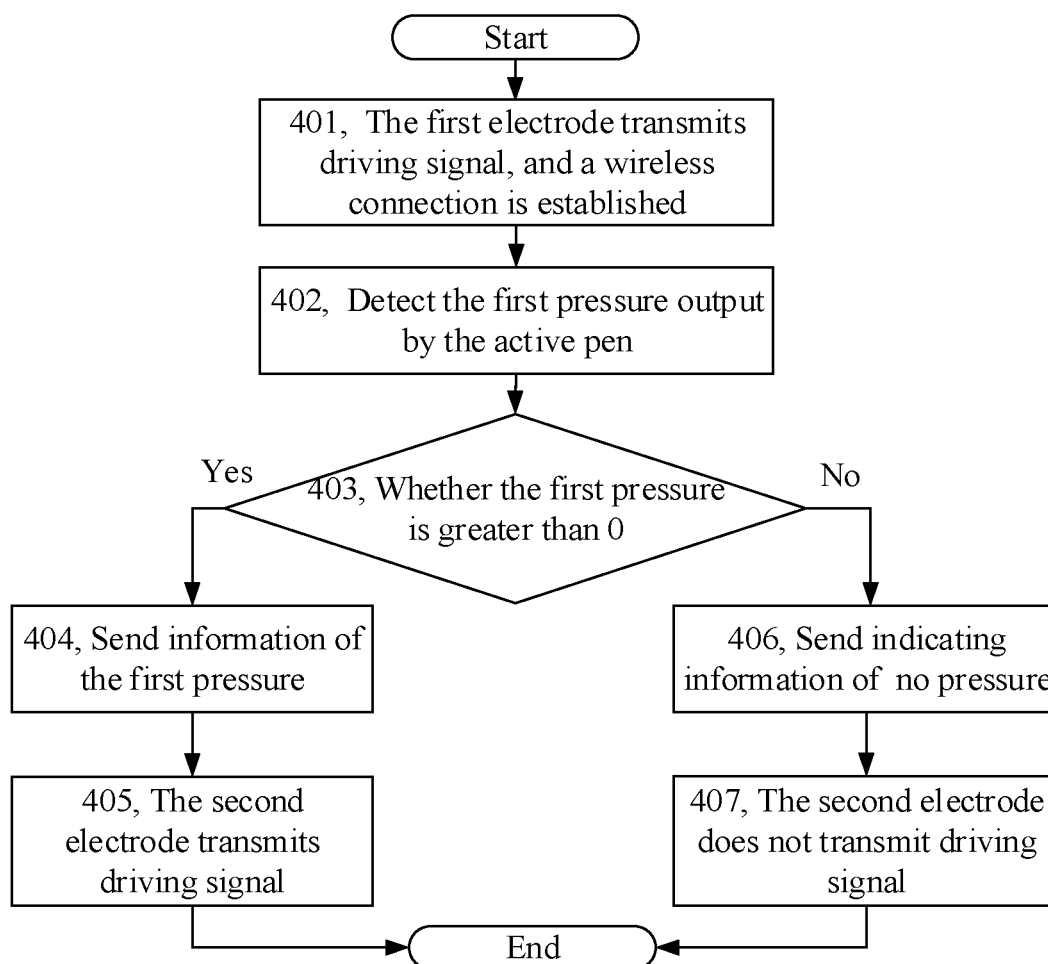 Start
401, The first electrode transmits
driving signal, and a wireless
connection is established
402, Detect the first pressure output
by the active pen
403, Whether the first pressure
is greater than 0
Yes
No
404, Send information of
the first pressure
406, Send indicating
information of no pressure
405, The second
electrode transmits
driving signal
407, The second electrode
does not transmit driving
signal
End